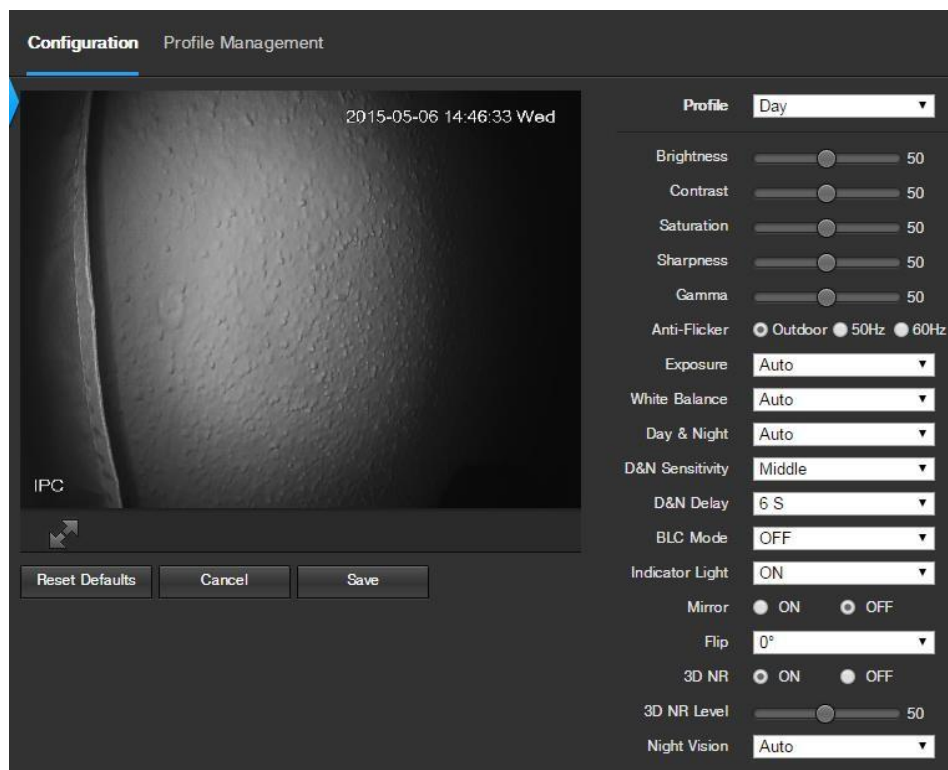 Configuration Profile Management
2015-05-06 14:46:33 Wed
IPC
Reset Defaults Cancel Save
Profile Day
Brightness 50
Contrast 50
Saturation 50
Sharpness 50
Gamma 50
Anti-Flicker Outdoor 50Hz 60Hz
Exposure Auto
White Balance Auto
Day & Night Auto
D&N Sensitivity Middle
D&N Delay 6 S
BLC Mode OFF
Indicator Light ON
Mirror ON OFF
Flip 0°
3D NR ON OFF
3D NR Level 50
Night Vision Auto